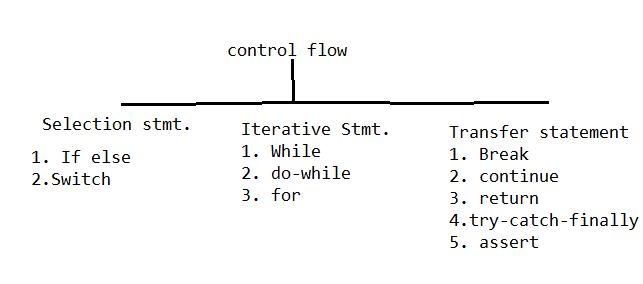 control flow
Selection stmt.
1. If else
2.Switch
Iterative Stmt.
1. While
2. do-while
3. for
Transfer statement
1. Break
2. continue
3. return
4.try-catch-finally
5. assert